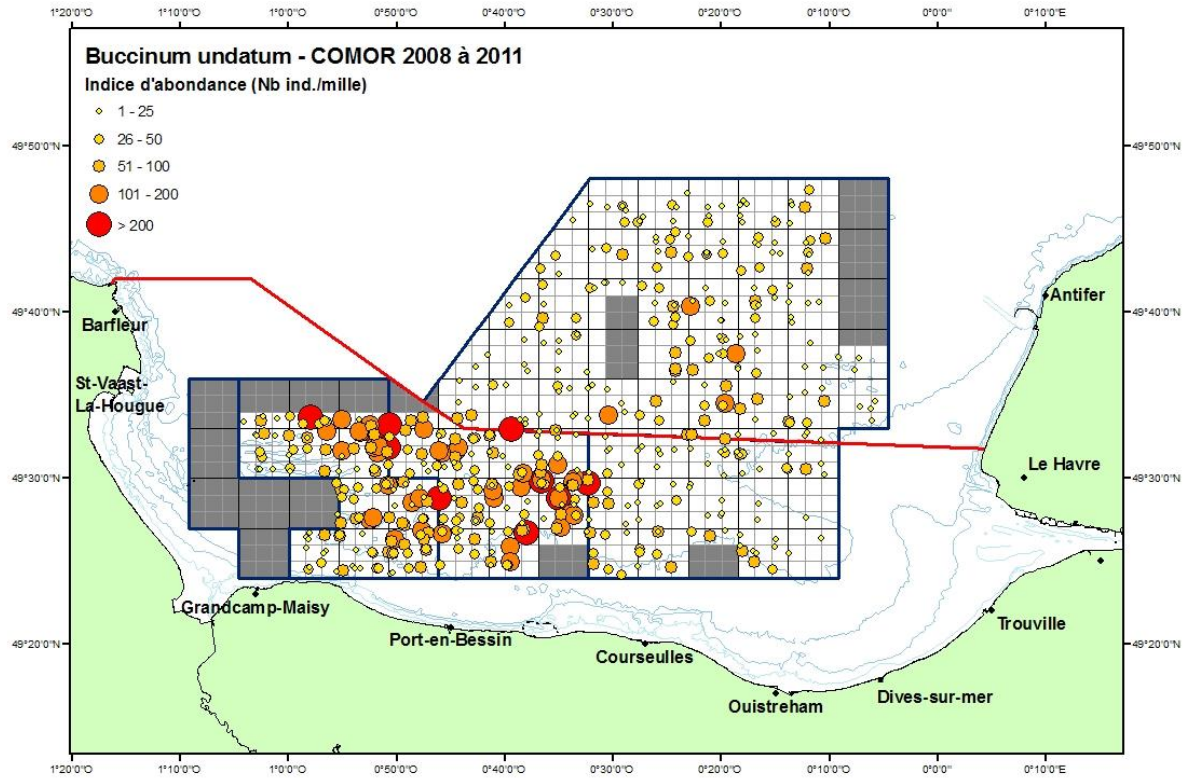 1°20'0"O 1°10'0"O 1°0'0"O 0°50'0"O 0°40'0"O 0°30'0"O 0°20'0"O 0°10'0"O 0°0'0" 0°10'0"E
Buccinum undatum - COMOR 2008 à 2011
Indice d'abondance (Nb ind./mille)
1 - 25
26 - 50
51 - 100
101 - 200
> 200
49°50'0"N 49°50'0"N
49°40'0"N 49°40'0"N
49°30'0"N 49°30'0"N
49°20'0"N 49°20'0"N
Antifer
Barfleur
St-Vaast-
La-Hougue
Le Havre
Grandcamp-Maisy
Trouville
Port-en-Bessin
Courseulles
Dives-sur-mer
Ouistreham
1°20'0"O 1°10'0"O 1°0'0"O 0°50'0"O 0°40'0"O 0°30'0"O 0°20'0"O 0°10'0"O 0°0'0" 0°10'0"E